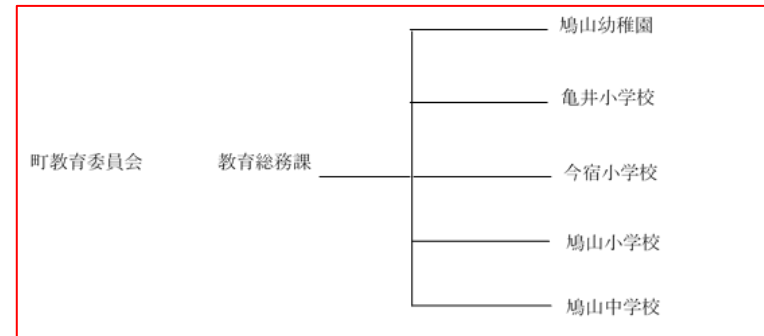 鳩山幼稚園
亀井小学校
町教育委員会 教育総務課
今宿小学校
鳩山小学校
鳩山中学校